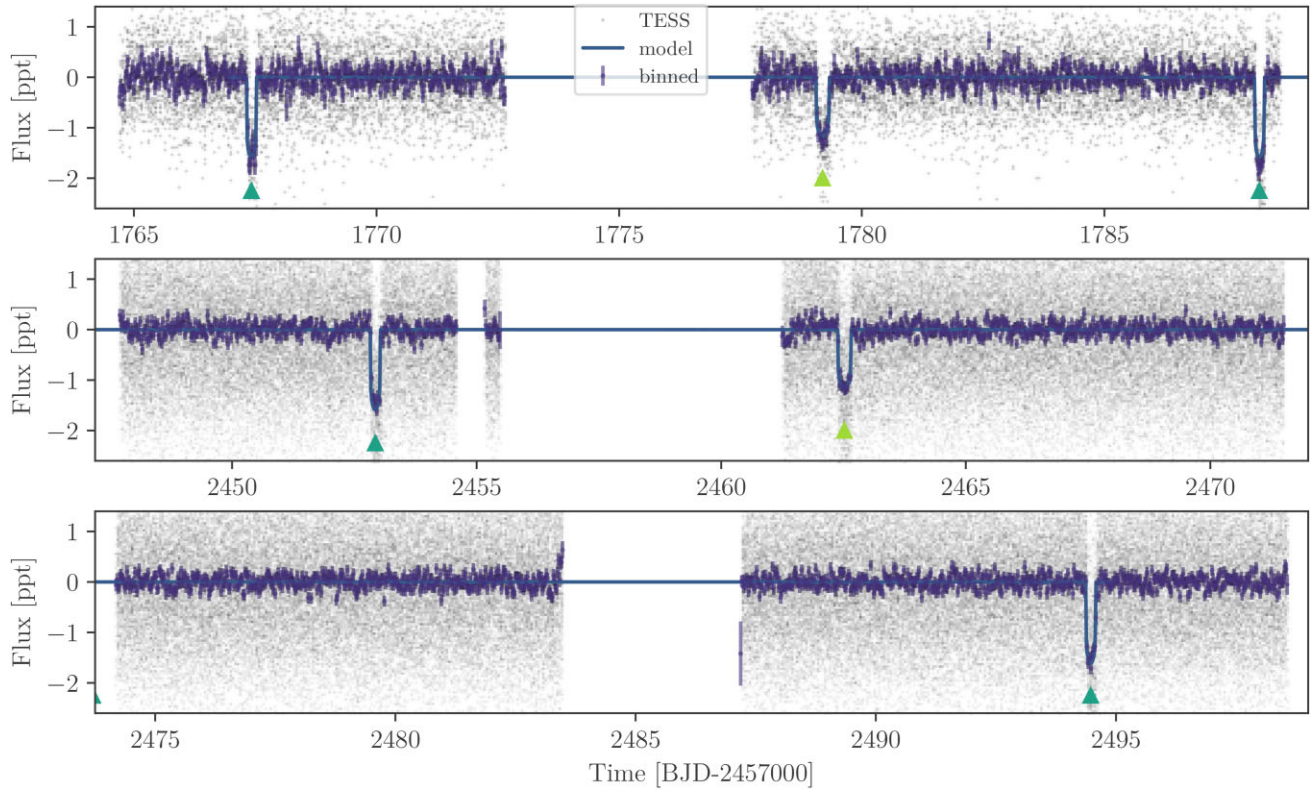 TESS
model
binned
Flux [ppt]
1
0
−1
−2
1765 1770 1775 1780 1785
Flux [ppt]
1
0
−1
−2
2450 2455 2460 2465 2470
Flux [ppt]
1
0
−1
−2
2475 2480 2485 2490 2495
Time [BJD-2457000]